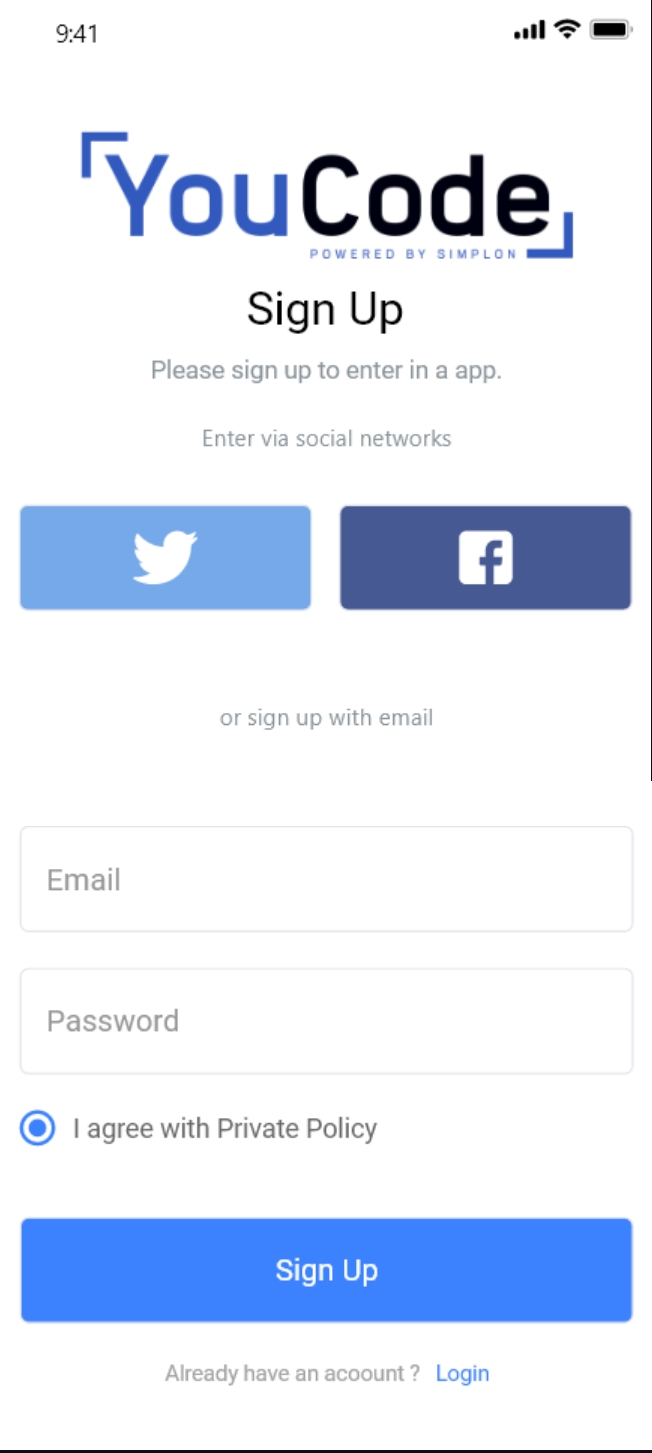 9:41
YouCode
POWERED BY SIMPLON
Sign Up
Please sign up to enter in a app.
Enter via social networks
or sign up with email
Email
Password
I agree with Private Policy
Sign Up
Already have an acoount ? Login